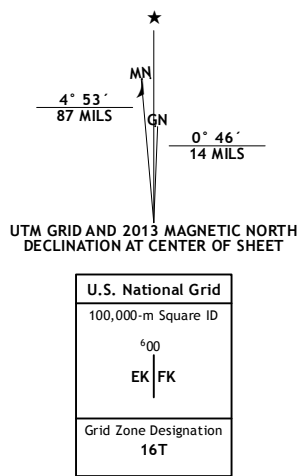 ★
MN
4° 53´
87 MILS
GN
0° 46´
14 MILS
UTM GRID AND 2013 MAGNETIC NORTH
DECLINATION AT CENTER OF SHEET
U.S. National Grid
100,000-m Square ID
⁶00
EK FK
Grid Zone Designation
16T